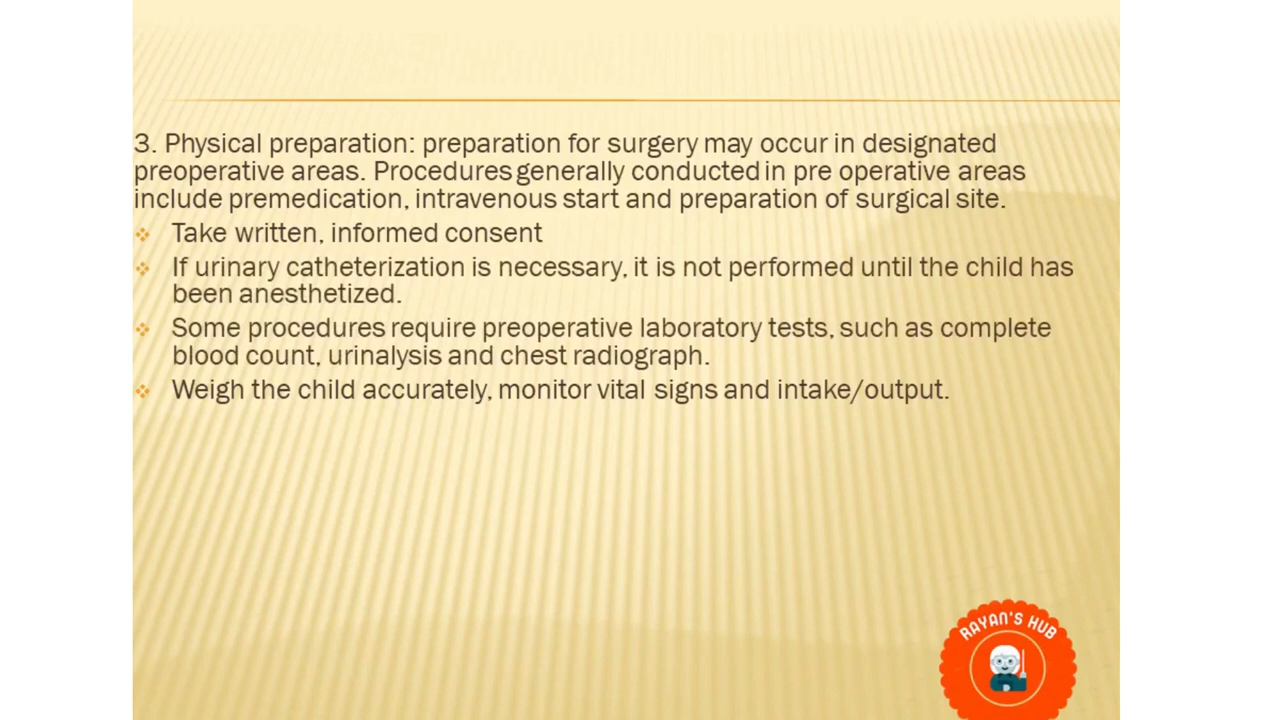 3. Physical preparation: preparation for surgery may occur in designated
preoperative areas. Procedures generally conducted in pre operative areas
include premedication, intravenous start and preparation of surgical site.
Take written, informed consent
If urinary catheterization is necessary, it is not performed until the child has
been anesthetized.
Some procedures require preoperative laboratory tests, such as complete
blood count, urinalysis and chest radiograph.
Weigh the child accurately, monitor vital signs and intake/output.
RAYAN'S HUB